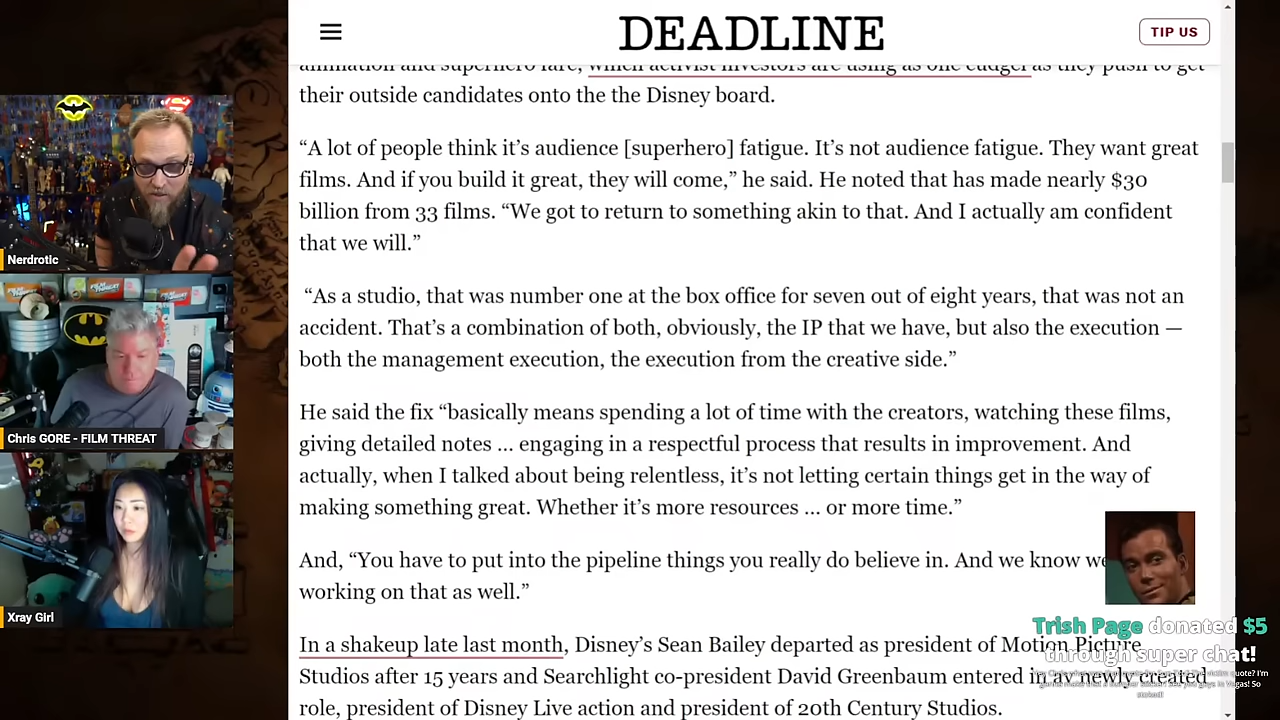 DEADLINE
TIP US
animation and superhero fare, which activist investors are using as one cudgel as they push to get
their outside candidates onto the the Disney board.
“A lot of people think it’s audience [superhero] fatigue. It’s not audience fatigue. They want great
films. And if you build it great, they will come,” he said. He noted that has made nearly $30
billion from 33 films. “We got to return to something akin to that. And I actually am confident
that we will.”
“As a studio, that was number one at the box office for seven out of eight years, that was not an
accident. That’s a combination of both, obviously, the IP that we have, but also the execution —
both the management execution, the execution from the creative side.”
He said the fix “basically means spending a lot of time with the creators, watching these films,
giving detailed notes ... engaging in a respectful process that results in improvement. And
actually, when I talked about being relentless, it’s not letting certain things get in the way of
making something great. Whether it’s more resources ... or more time.”
And, “You have to put into the pipeline things you really do believe in. And we know we
working on that as well.”
In a shakeup late last month, Disney’s Sean Bailey departed as president of Motion Picture
Studios after 15 years and Searchlight co-president David Greenbaum entered in a newly created
role, president of Disney Live action and president of 20th Century Studios.
Nerdrotic
Chris GORE - FILM THREAT
Xray Girl
Trish Page donated $5
through super chat!